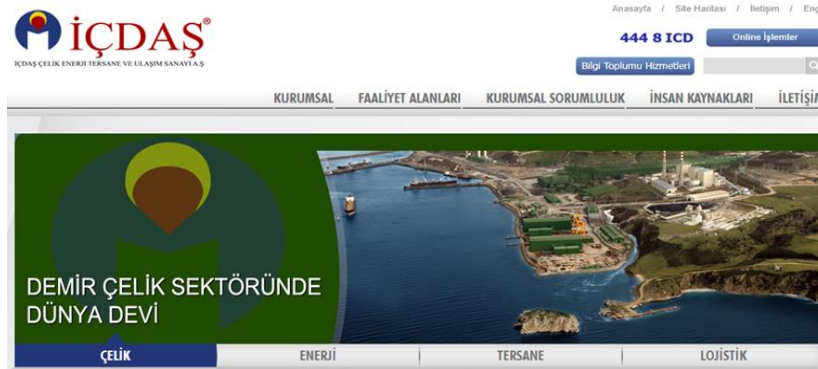 Anasayfa / Site Haritası / İletişim /
444 8 ICD Online İşlemler
İÇDAŞ®
İÇDAŞ ÇELİK ENERJİ TERSANE VE ULAŞIM SANAYİ A.Ş
Bilgi Toplumu Hizmetleri
KURUMSAL FAALİYET ALANLARI KURUMSAL SORUMLULUK İNSAN KAYNAKLARI İLETİŞİM
DEMİR ÇELİK SEKTÖRÜNDE
DÜNYA DEVİ
ÇELİK ENERJİ TERSANE LOJİSTİK